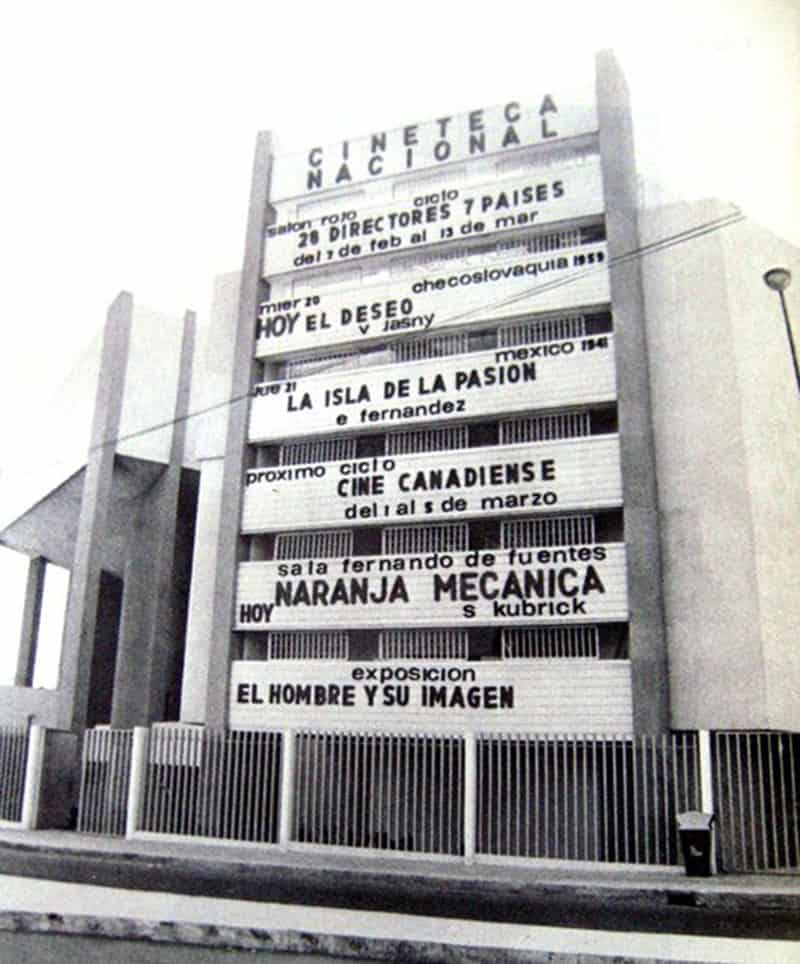 CINETECA
NACIONAL
salon rojo ciclo
28 DIRECTORES 7 PAISES
del 7 de feb al 13 de mar
checoslovaquia 1959
mier 20
HOY EL DESEO
v Jasny
mexico 1941
jue 21
LA ISLA DE LA PASION
e fernandez
proximo ciclo
CINE CANADIENSE
del 1 al 5 de marzo
sala fernando de fuentes
NARANJA MECANICA
HOY s kubrick
exposicion
EL HOMBRE Y SU IMAGEN